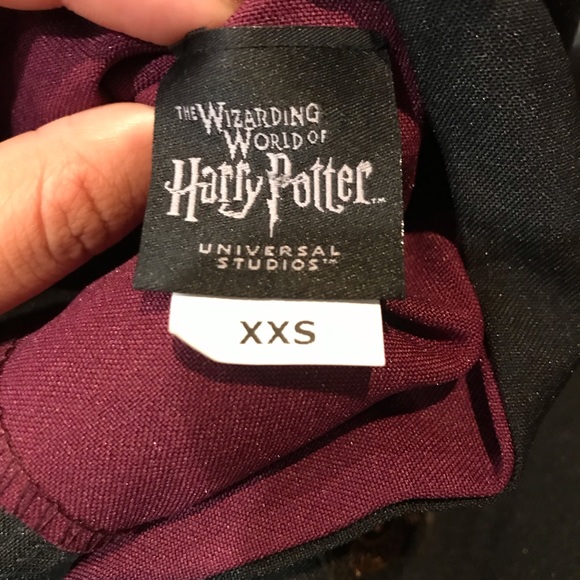 THE WIZARDING
WORLD OF
Harry Potter™
UNIVERSAL
STUDIOS™
XXS